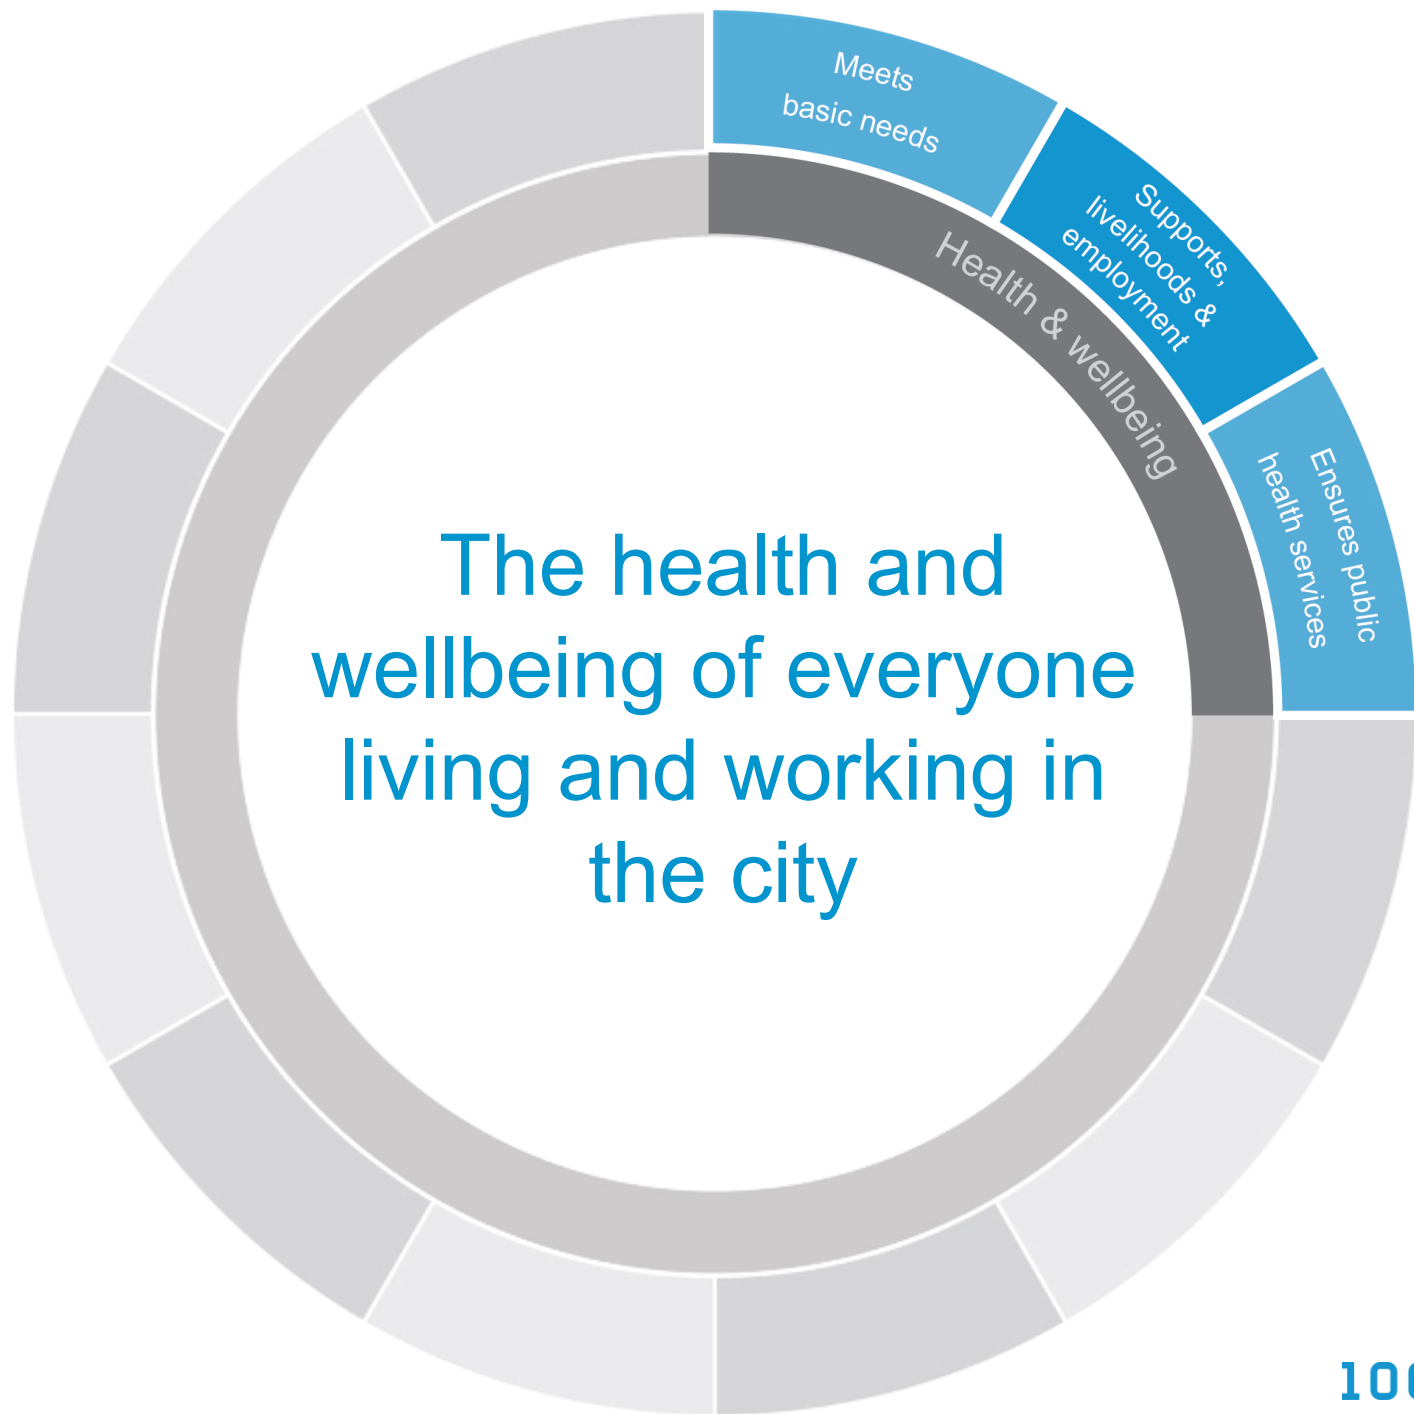 Meets
basic needs
Supports,
livelihoods &
employment
Ensures public
health services
Health & wellbeing
The health and
wellbeing of everyone
living and working in
the city